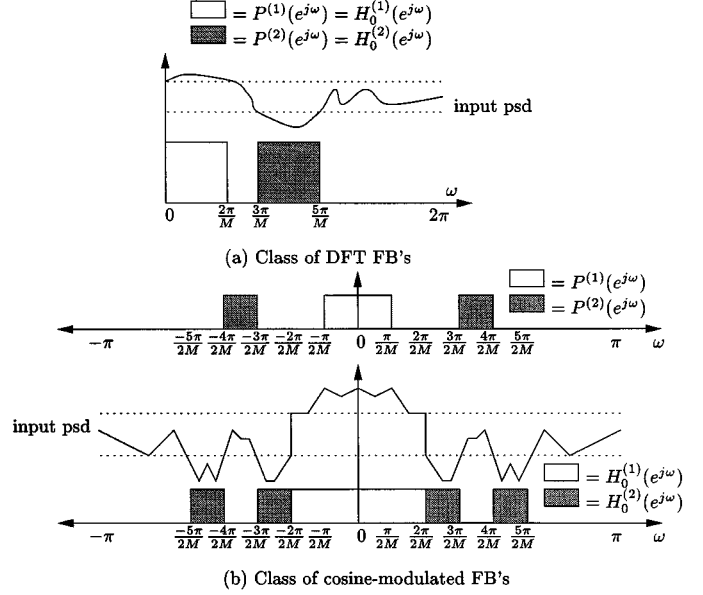 = P^{(1)}(e^{jω}) = H_0^{(1)}(e^{jω})
= P^{(2)}(e^{jω}) = H_0^{(2)}(e^{jω})
input psd
ω
0 2π/M 3π/M 5π/M 2π
(a) Class of DFT FB's
= P^{(1)}(e^{jω})
= P^{(2)}(e^{jω})
−π −5π/2M −4π/2M −3π/2M −2π/2M −π/2M 0 π/2M 2π/2M 3π/2M 4π/2M 5π/2M π ω
input psd
= H_0^{(1)}(e^{jω})
= H_0^{(2)}(e^{jω})
−π −5π/2M −4π/2M −3π/2M −2π/2M −π/2M 0 π/2M 2π/2M 3π/2M 4π/2M 5π/2M π ω
(b) Class of cosine-modulated FB's